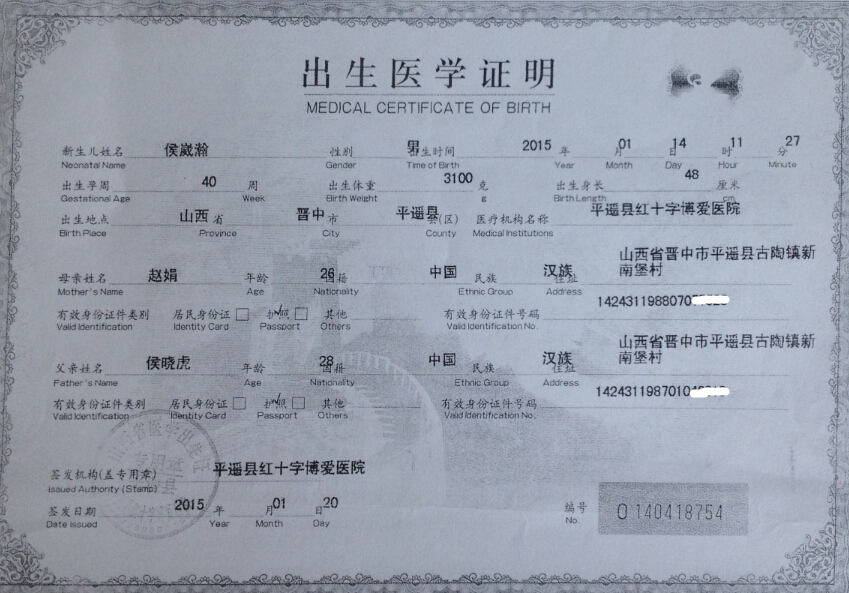 出生医学证明
MEDICAL CERTIFICATE OF BIRTH
新生儿姓名 侯崴瀚 性别 男 出生时间 2015 年 01 月 14 日 11 时 27 分
Neonatal Name Gender Time of Birth Year Month Day Hour Minute
出生孕周 40 周 出生体重 3100 克 出生身长 48 厘米
Gestational Age Week Birth Weight g Birth Length cm
出生地点 山西 省 晋中 市 平遥县 县(区) 医疗机构名称 平遥县红十字博爱医院
Birth Place Province City County Medical Institutions
母亲姓名 赵娟 年龄 26 国籍 中国 民族 汉族 住址 山西省晋中市平遥县古陶镇新
南堡村
Mother's Name Age Nationality Ethnic Group Address
有效身份证件类别 居民身份证 护照 其他 有效身份证件号码 1424311988070
Valid Identification Identity Card Passport Others Valid Identification No.
父亲姓名 侯晓虎 年龄 28 国籍 中国 民族 汉族 住址 山西省晋中市平遥县古陶镇新
南堡村
Father's Name Age Nationality Ethnic Group Address
有效身份证件类别 居民身份证 护照 其他 有效身份证件号码 1424311987010
Valid Identification Identity Card Passport Others Valid Identification No.
签发机构(盖专用章) 平遥县红十字博爱医院
Issued Authority (Stamp)
签发日期 2015 年 01 月 20 日
Date Issued Year Month Day
编号 O 140418754
No.